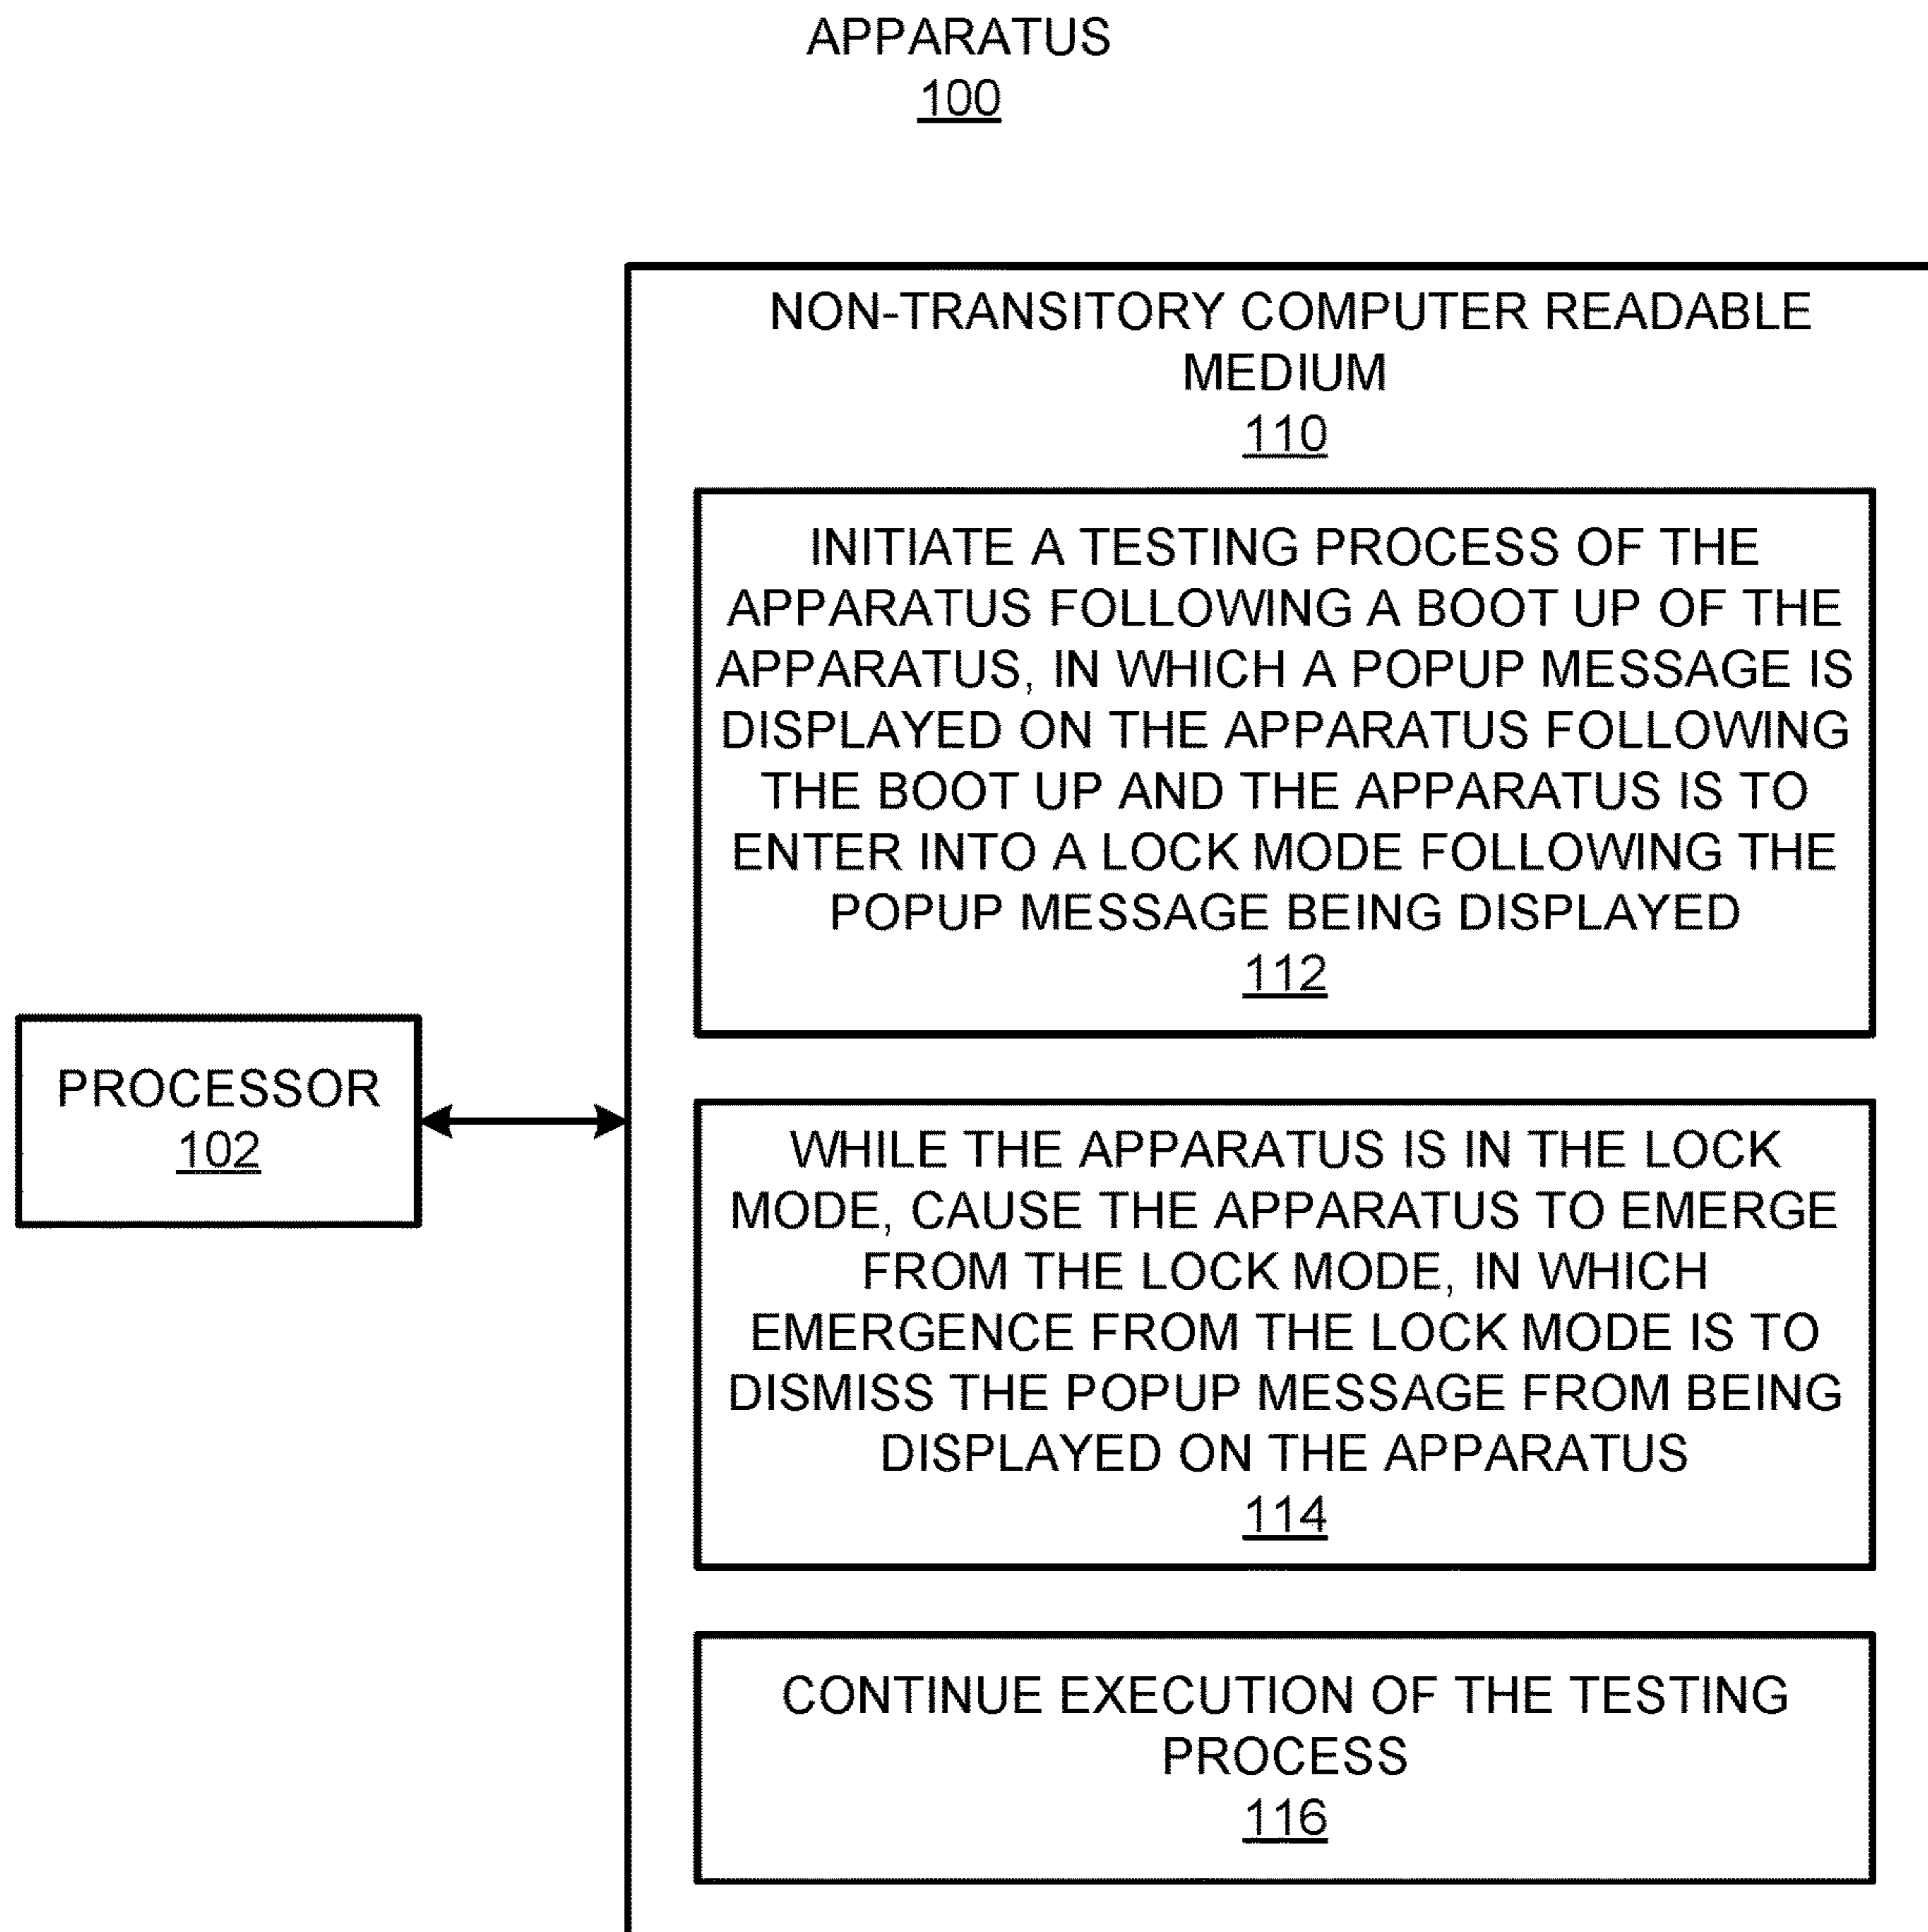 APPARATUS
100
NON-TRANSITORY COMPUTER READABLE
MEDIUM
110
INITIATE A TESTING PROCESS OF THE
APPARATUS FOLLOWING A BOOT UP OF THE
APPARATUS, IN WHICH A POPUP MESSAGE IS
DISPLAYED ON THE APPARATUS FOLLOWING
THE BOOT UP AND THE APPARATUS IS TO
ENTER INTO A LOCK MODE FOLLOWING THE
POPUP MESSAGE BEING DISPLAYED
112
PROCESSOR
102
WHILE THE APPARATUS IS IN THE LOCK
MODE, CAUSE THE APPARATUS TO EMERGE
FROM THE LOCK MODE, IN WHICH
EMERGENCE FROM THE LOCK MODE IS TO
DISMISS THE POPUP MESSAGE FROM BEING
DISPLAYED ON THE APPARATUS
114
CONTINUE EXECUTION OF THE TESTING
PROCESS
116